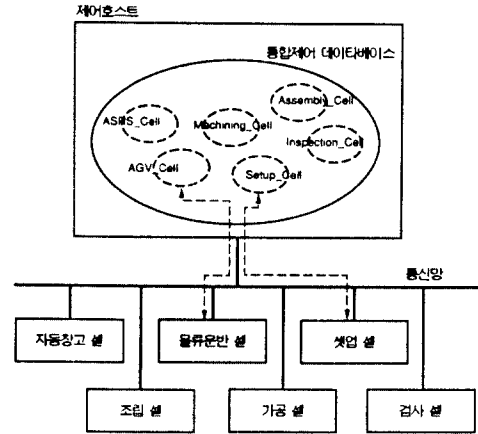 제어호스트
통합제어 데이타베이스
Assembly_Cell
ASRS_Cell
Machining_Cell
Inspection_Cell
AGV_Cell
Setup_Cell
통신망
자동창고 셀
물류운반 셀
셋업 셀
조립 셀
가공 셀
검사 셀